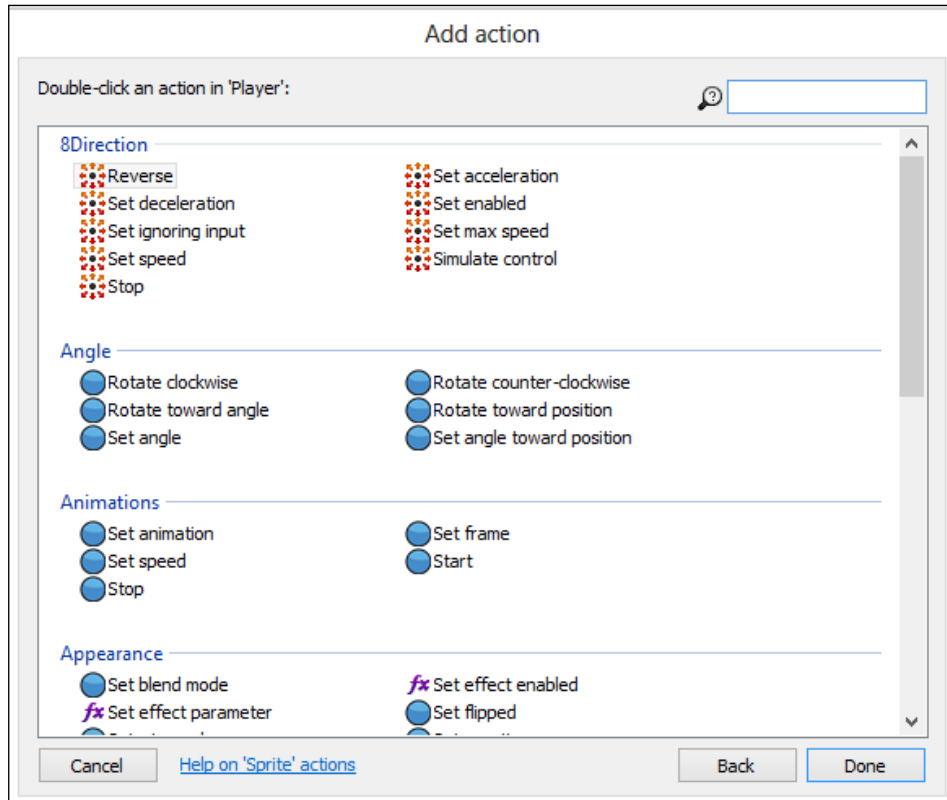 Add action
Double-click an action in 'Player':
8Direction
Reverse Set acceleration
Set deceleration Set enabled
Set ignoring input Set max speed
Set speed Simulate control
Stop
Angle
Rotate clockwise Rotate counter-clockwise
Rotate toward angle Rotate toward position
Set angle Set angle toward position
Animations
Set animation Set frame
Set speed Start
Stop
Appearance
Set blend mode fx Set effect enabled
fx Set effect parameter Set flipped
Cancel Help on 'Sprite' actions Back Done